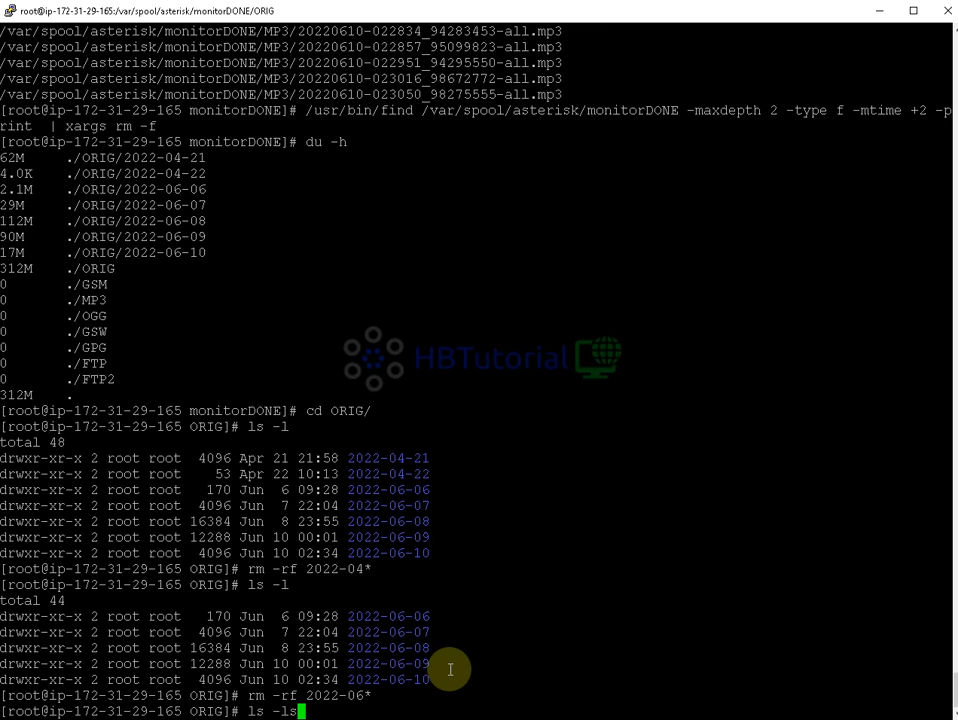 root@ip-172-31-29-165:/var/spool/asterisk/monitorDONE/ORIG
/var/spool/asterisk/monitorDONE/MP3/20220610-022834_94283453-all.mp3
/var/spool/asterisk/monitorDONE/MP3/20220610-022857_95099823-all.mp3
/var/spool/asterisk/monitorDONE/MP3/20220610-022951_94295550-all.mp3
/var/spool/asterisk/monitorDONE/MP3/20220610-023016_98672772-all.mp3
/var/spool/asterisk/monitorDONE/MP3/20220610-023050_98275555-all.mp3
[root@ip-172-31-29-165 monitorDONE]# /usr/bin/find /var/spool/asterisk/monitorDONE -maxdepth 2 -type f -mtime +2 -p
rint  | xargs rm -f
[root@ip-172-31-29-165 monitorDONE]# du -h
62M     ./ORIG/2022-04-21
4.0K    ./ORIG/2022-04-22
2.1M    ./ORIG/2022-06-06
29M     ./ORIG/2022-06-07
112M    ./ORIG/2022-06-08
90M     ./ORIG/2022-06-09
17M     ./ORIG/2022-06-10
312M    ./ORIG
0       ./GSM
0       ./MP3
0       ./OGG
0       ./GSW
0       ./GPG
0       ./FTP
0       ./FTP2
312M    .
HBTutorial
[root@ip-172-31-29-165 monitorDONE]# cd ORIG/
[root@ip-172-31-29-165 ORIG]# ls -l
total 48
drwxr-xr-x 2 root root  4096 Apr 21 21:58 2022-04-21
drwxr-xr-x 2 root root    53 Apr 22 10:13 2022-04-22
drwxr-xr-x 2 root root   170 Jun  6 09:28 2022-06-06
drwxr-xr-x 2 root root  4096 Jun  7 22:04 2022-06-07
drwxr-xr-x 2 root root 16384 Jun  8 23:55 2022-06-08
drwxr-xr-x 2 root root 12288 Jun 10 00:01 2022-06-09
drwxr-xr-x 2 root root  4096 Jun 10 02:34 2022-06-10
[root@ip-172-31-29-165 ORIG]# rm -rf 2022-04*
[root@ip-172-31-29-165 ORIG]# ls -l
total 44
drwxr-xr-x 2 root root   170 Jun  6 09:28 2022-06-06
drwxr-xr-x 2 root root  4096 Jun  7 22:04 2022-06-07
drwxr-xr-x 2 root root 16384 Jun  8 23:55 2022-06-08
drwxr-xr-x 2 root root 12288 Jun 10 00:01 2022-06-09
drwxr-xr-x 2 root root  4096 Jun 10 02:34 2022-06-10
[root@ip-172-31-29-165 ORIG]# rm -rf 2022-06*
[root@ip-172-31-29-165 ORIG]# ls -ls